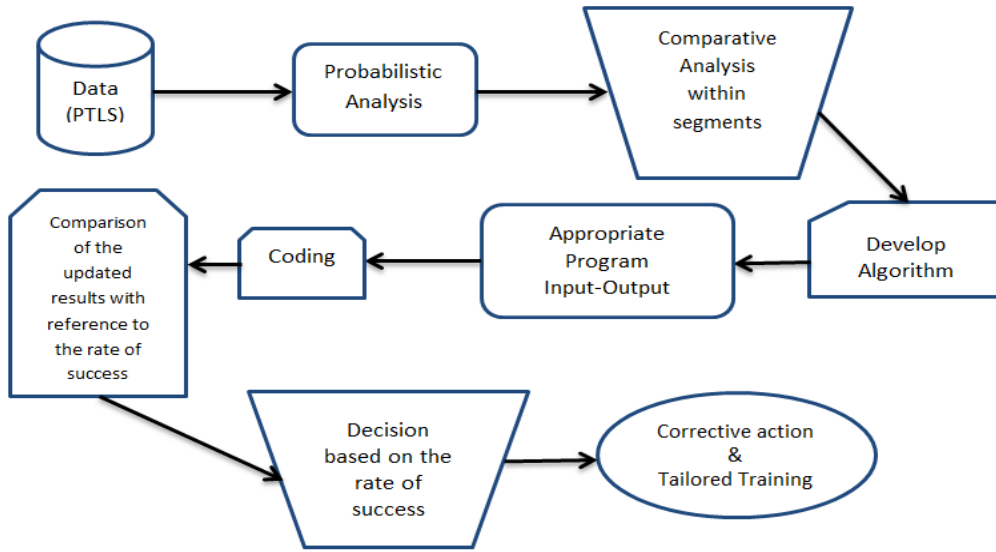 Data
(PTLS)
Probabilistic
Analysis
Comparative
Analysis
within
segments
Develop
Algorithm
Appropriate
Program
Input-Output
Coding
Comparison
of the
updated
results with
reference to
the rate of
success
Decision
based on the
rate of
success
Corrective action
&
Tailored Training